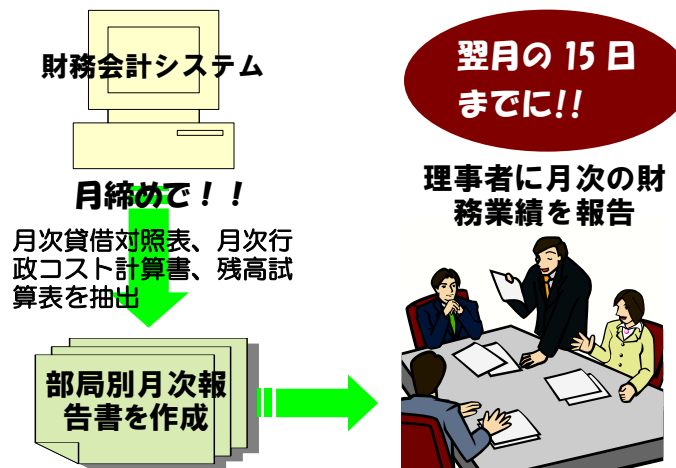 財務会計システム
月締めで！！
月次貸借対照表、月次行
政コスト計算書、残高試
算表を抽出
部局別月次報
告書を作成
翌月の 15 日
までに!!
理事者に月次の財
務業績を報告